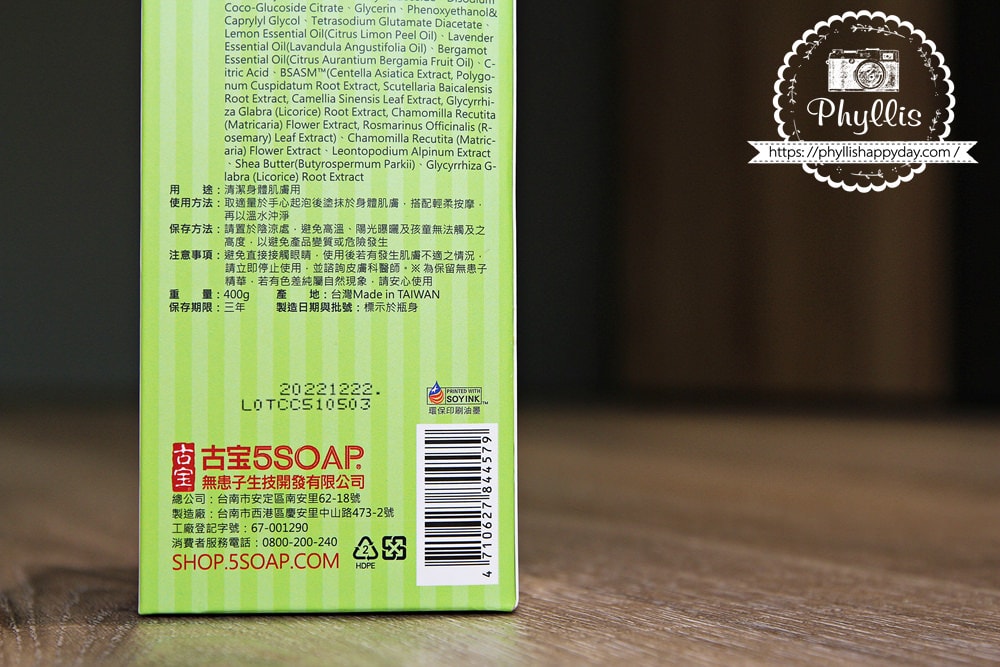 Coco-Glucoside Citrate、Glycerin、Phenoxyethanol&
Caprylyl Glycol、Tetrasodium Glutamate Diacetate、
Lemon Essential Oil(Citrus Limon Peel Oil)、Lavender
Essential Oil(Lavandula Angustifolia Oil)、Bergamot
Essential Oil(Citrus Aurantium Bergamia Fruit Oil)、C-
itric Acid、BSASM™(Centella Asiatica Extract, Polygo-
num Cuspidatum Root Extract, Scutellaria Baicalensis
Root Extract, Camellia Sinensis Leaf Extract, Glycyrrhi-
za Glabra (Licorice) Root Extract, Chamomilla Recutita
(Matricaria) Flower Extract, Rosmarinus Officinalis (R-
osemary) Leaf Extract)、Chamomilla Recutita (Matric-
aria) Flower Extract、Leontopodium Alpinum Extract
、Shea Butter(Butyrospermum Parkii)、Glycyrrhiza G-
labra (Licorice) Root Extract
用　　途：清潔身體肌膚用
使用方法：取適量於手心起泡後塗抹於身體肌膚，搭配輕柔按摩，
再以溫水沖淨
保存方法：請置於陰涼處，避免高溫、陽光曝曬及孩童無法觸及之
高度，以避免產品變質或危險發生
注意事項：避免直接接觸眼睛，使用後若有發生肌膚不適之情況，
請立即停止使用，並諮詢皮膚科醫師。※為保留無患子
精華，若有色差純屬自然現象，請安心使用
重　　量：400g　產　　地：台灣Made in TAIWAN
保存期限：三年　製造日期與批號：標示於瓶身
20221222.
LOTCC510503
PRINTED WITH
SOY INK™
環保印刷油墨
古宝
古宝5SOAP®
無患子生技開發有限公司
總公司：台南市安定區南安里62-18號
製造廠：台南市西港區慶安里中山路473-2號
工廠登記字號：67-001290
消費者服務電話：0800-200-240
SHOP.5SOAP.COM
2
HDPE
4 710627 844579
Phyllis
https://phyllishappyday.com/